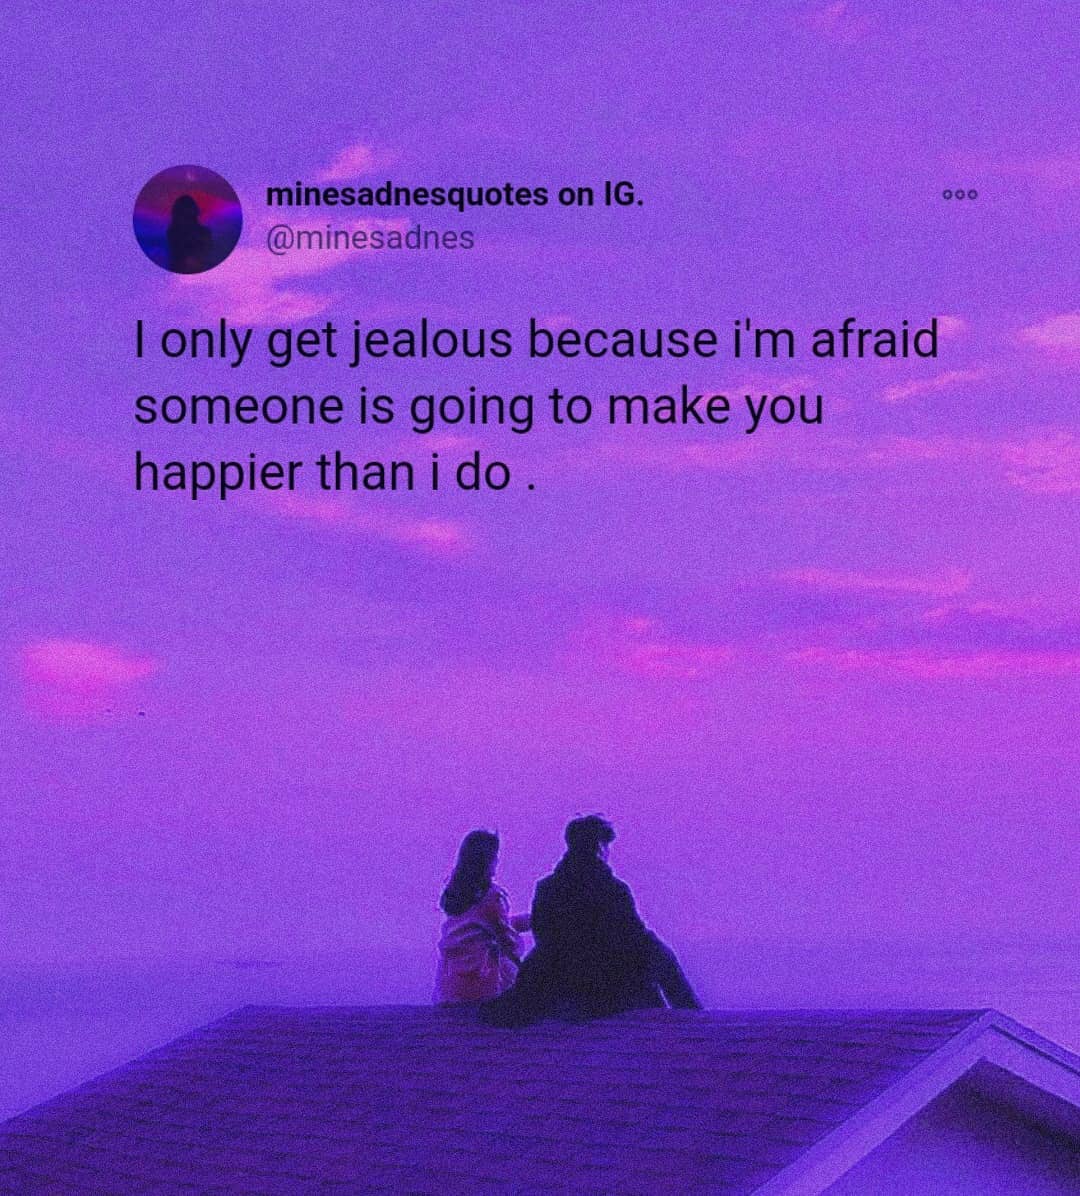 minesadnesquotes on IG.
@minesadnes
I only get jealous because i'm afraid
someone is going to make you
happier than i do .